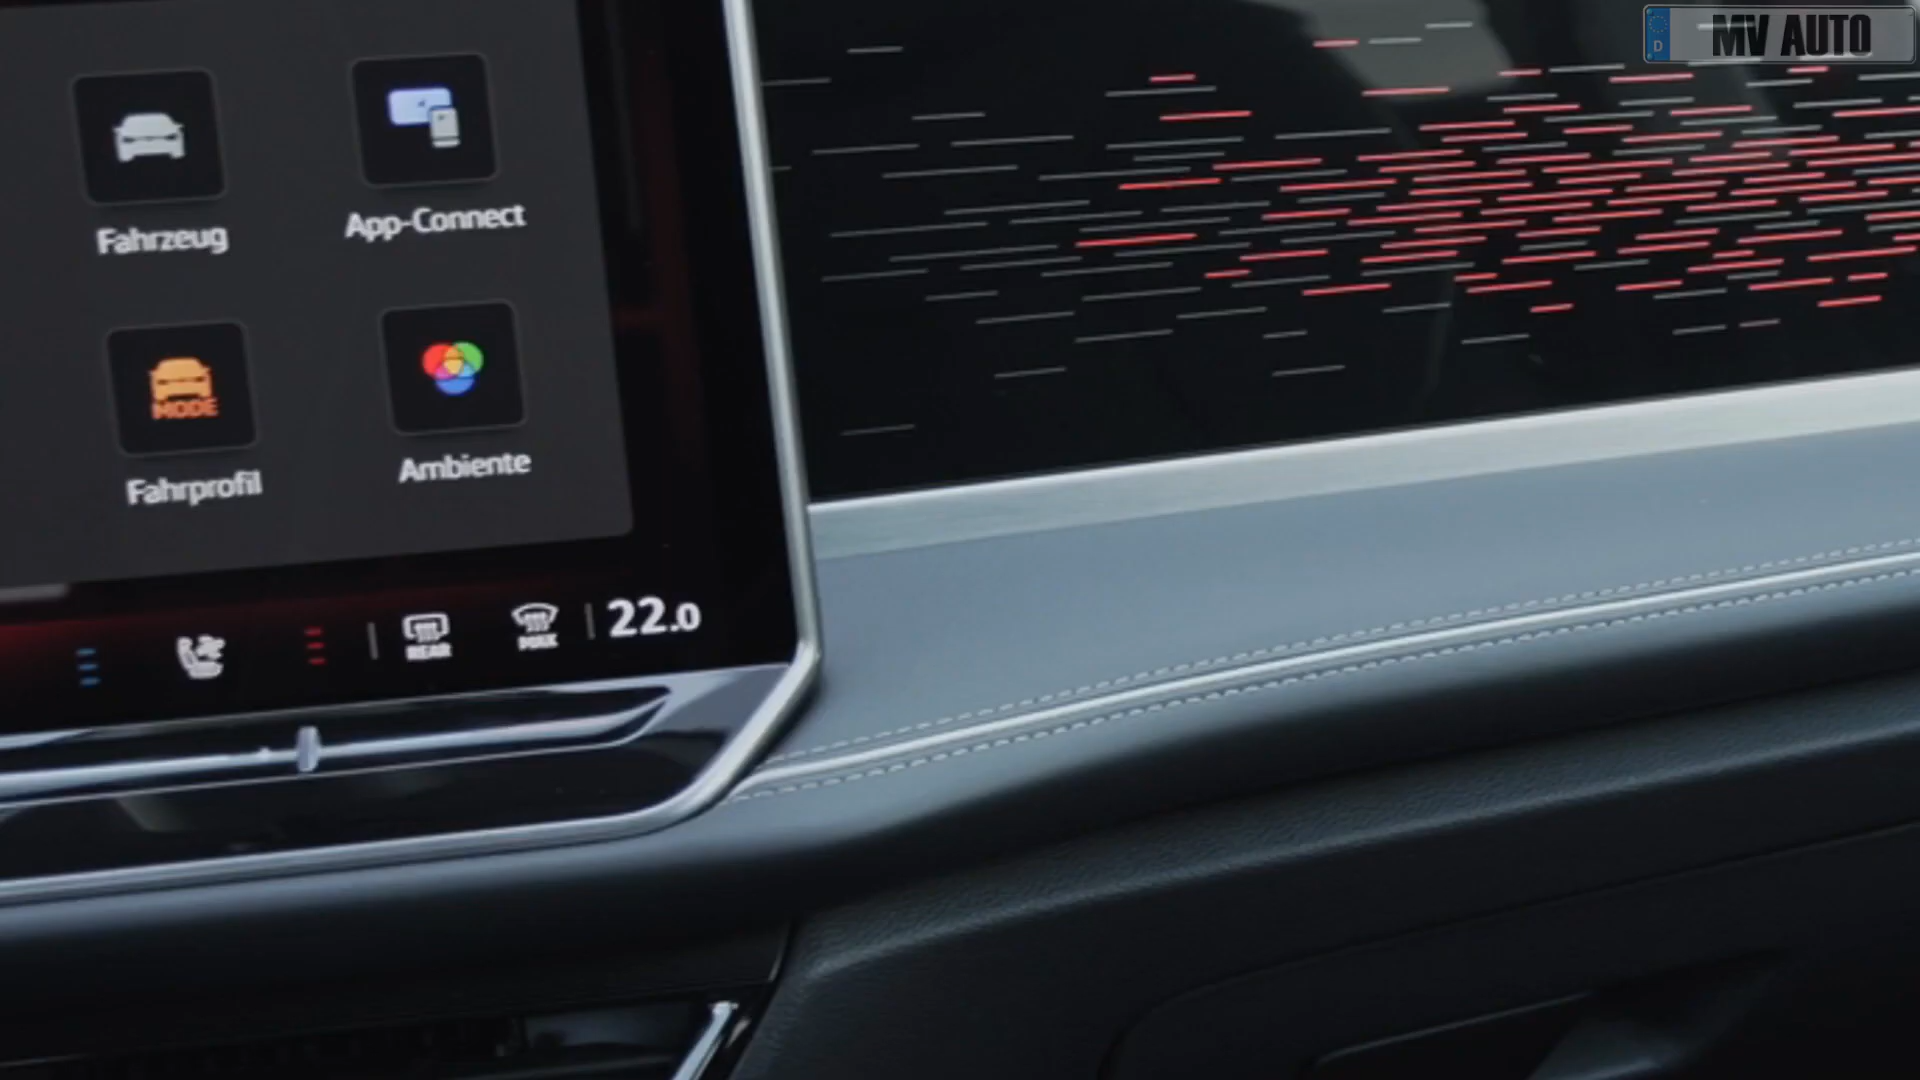 D MV AUTO
Fahrzeug
App-Connect
MODE
Fahrprofil
Ambiente
REAR
MAX
22.0